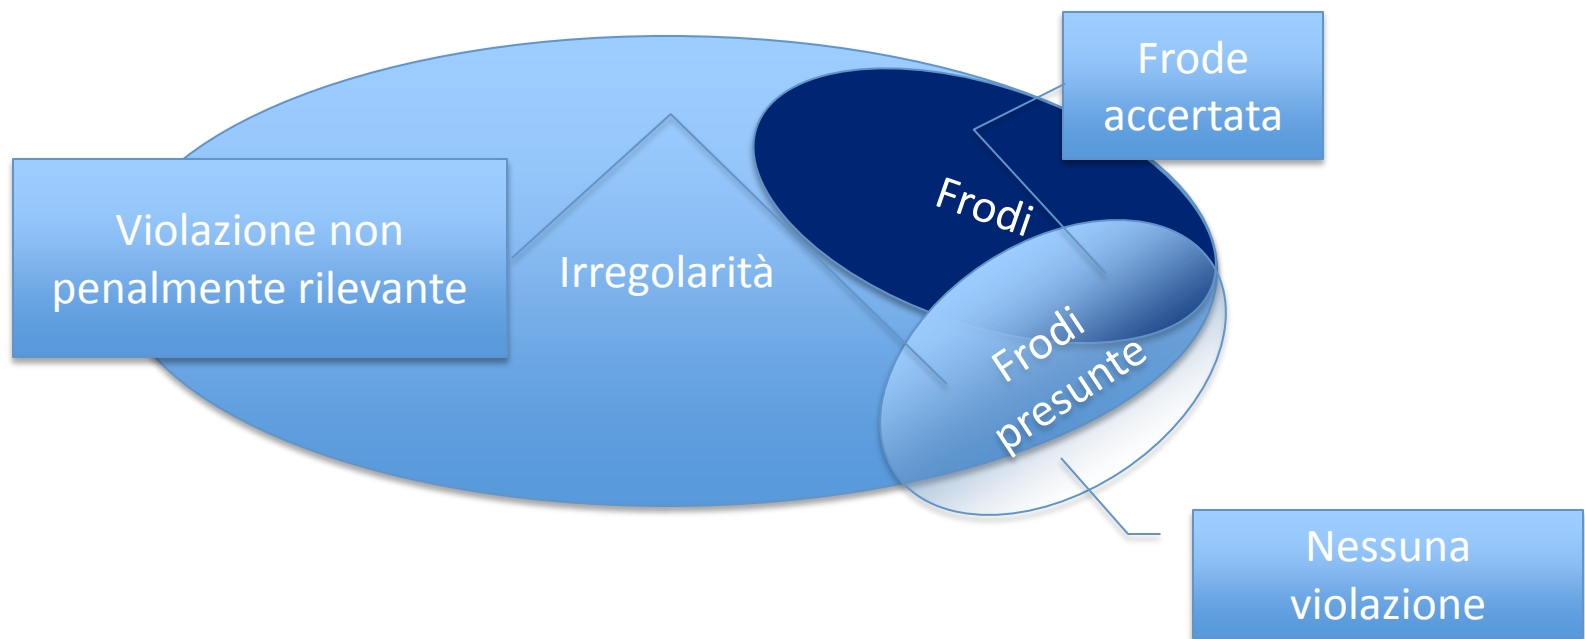 Frode
accertata
Violazione non
penalmente rilevante
Irregolarità
Frodi
Frodi
presunte
Nessuna
violazione